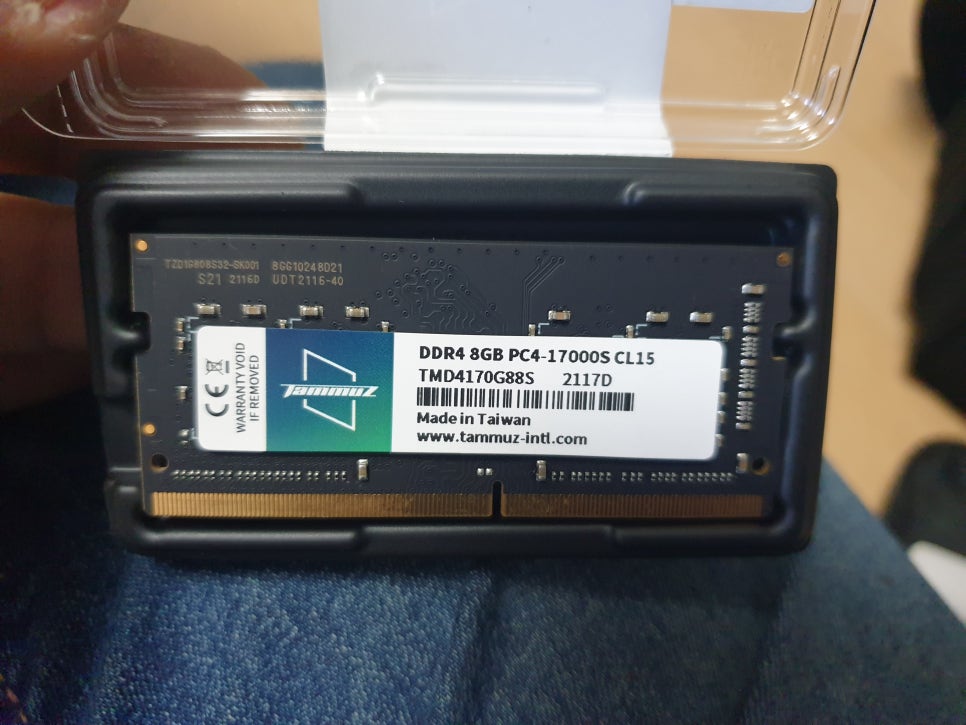 TZD1G808S32-SK001 8GG10248D21
S21 2116D UDT2116-40
CE
WARRANTY VOID
IF REMOVED
Tammuz
DDR4 8GB PC4-17000S CL15
TMD4170G88S 2117D
Made in Taiwan
www.tammuz-intl.com